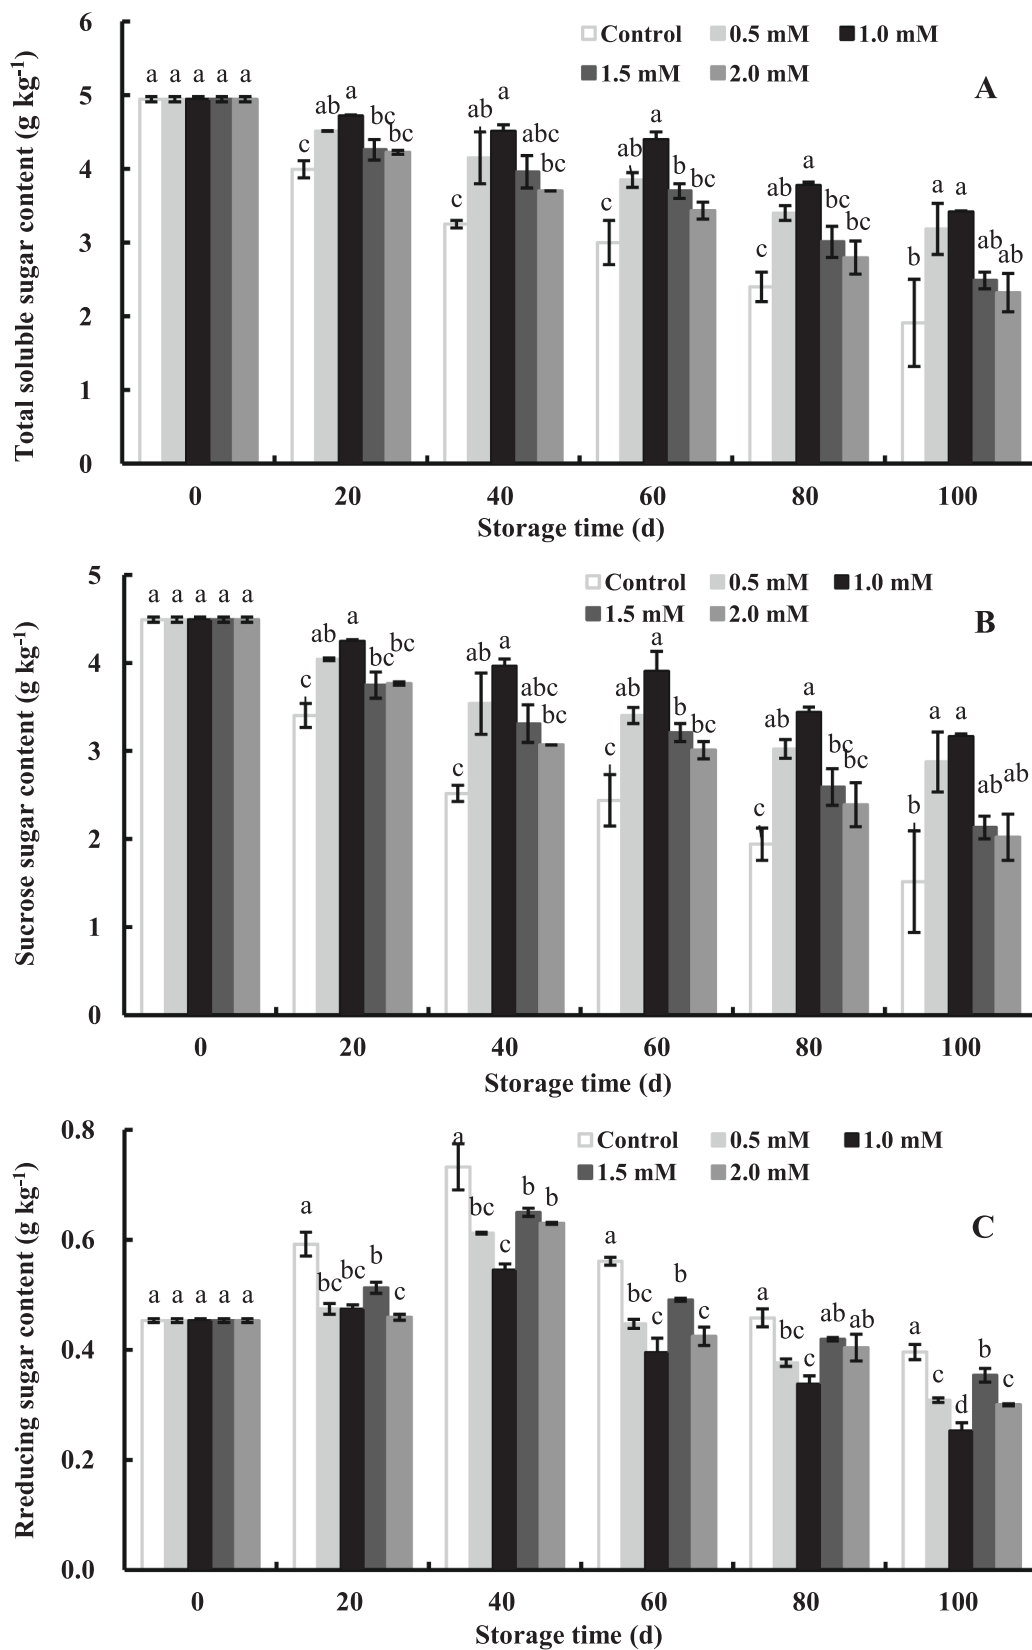 6
Control 0.5 mM 1.0 mM
1.5 mM 2.0 mM
A
5
4
3
2
1
0
Total soluble sugar content (g kg-1)
a a a a a
c ab a bc bc
c ab a abc bc
c ab a b bc
c ab a bc bc
b a a ab ab
0 20 40 60 80 100
Storage time (d)
5
Control 0.5 mM 1.0 mM
1.5 mM 2.0 mM
B
4
3
2
1
0
Sucrose sugar content (g kg-1)
a a a a a
c ab a bc bc
c ab a abc bc
c ab a b bc
c ab a bc bc
b a a ab ab
0 20 40 60 80 100
Storage time (d)
0.8
Control 0.5 mM 1.0 mM
1.5 mM 2.0 mM
C
0.6
0.4
0.2
0.0
Rreducing sugar content (g kg-1)
a a a a a
a bc bc b c
a bc c b b
a bc c b c
a bc c ab ab
a c d b c
0 20 40 60 80 100
Storage time (d)